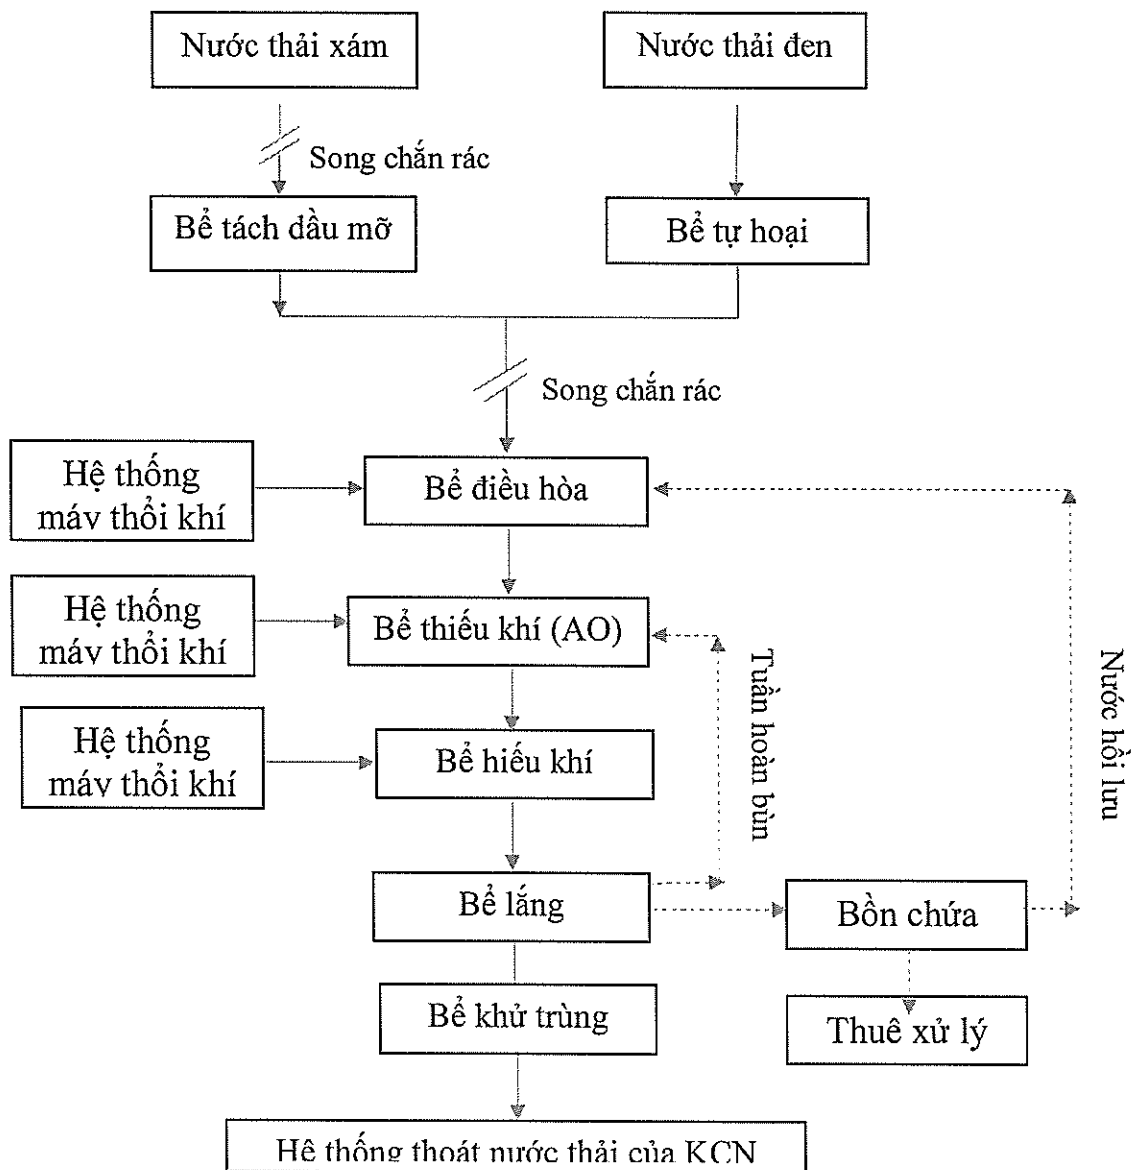 Nước thải xám
Nước thải đen
Song chắn rác
Bể tách dầu mỡ
Bể tự hoại
Song chắn rác
Hệ thống
máy thổi khí
Bể điều hòa
Hệ thống
máy thổi khí
Bể thiếu khí (AO)
Hệ thống
máy thổi khí
Bể hiếu khí
Tuần hoàn bùn
Nước hồi lưu
Bể lắng
Bồn chứa
Bể khử trùng
Thuê xử lý
Hệ thống thoát nước thải của KCN